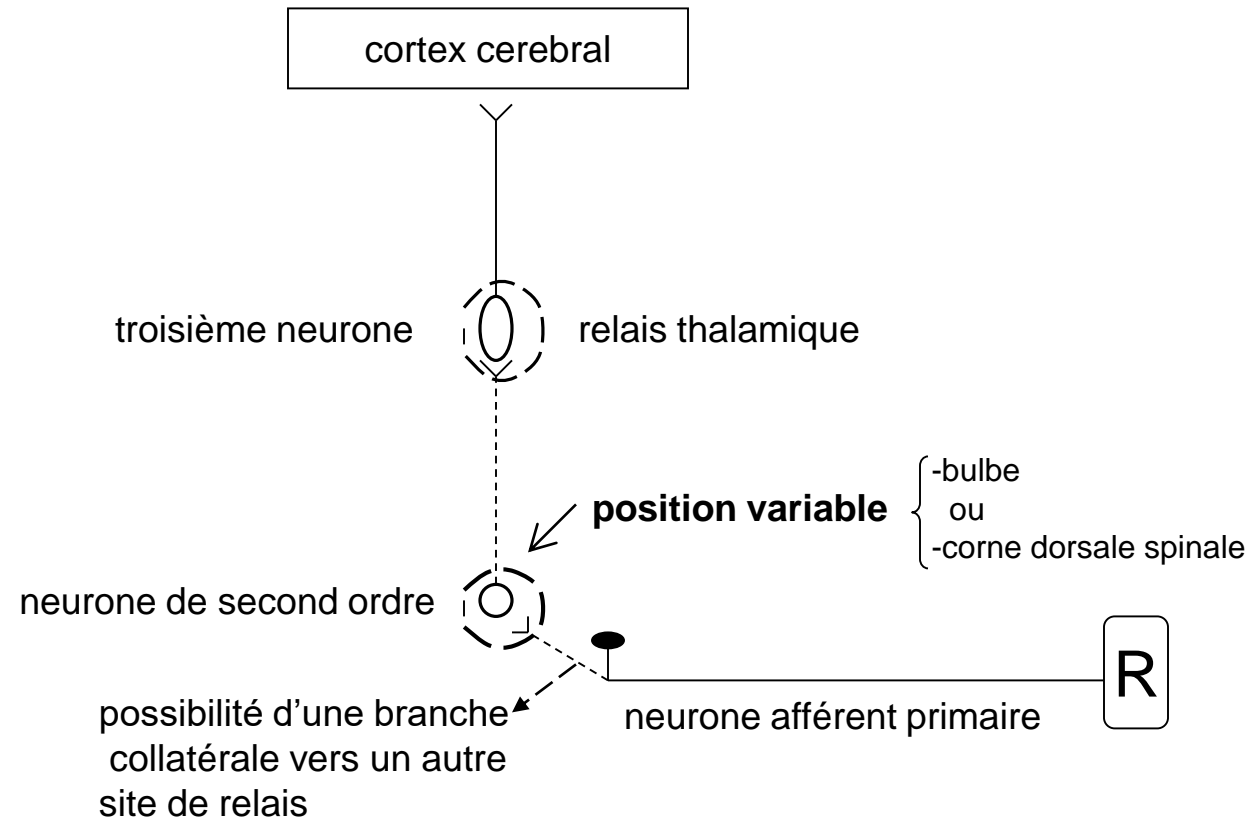 cortex cerebral
troisième neurone
relais thalamique
position variable
-bulbe
ou
-corne dorsale spinale
neurone de second ordre
R
possibilité d’une branche
collatérale vers un autre
site de relais
neurone afférent primaire